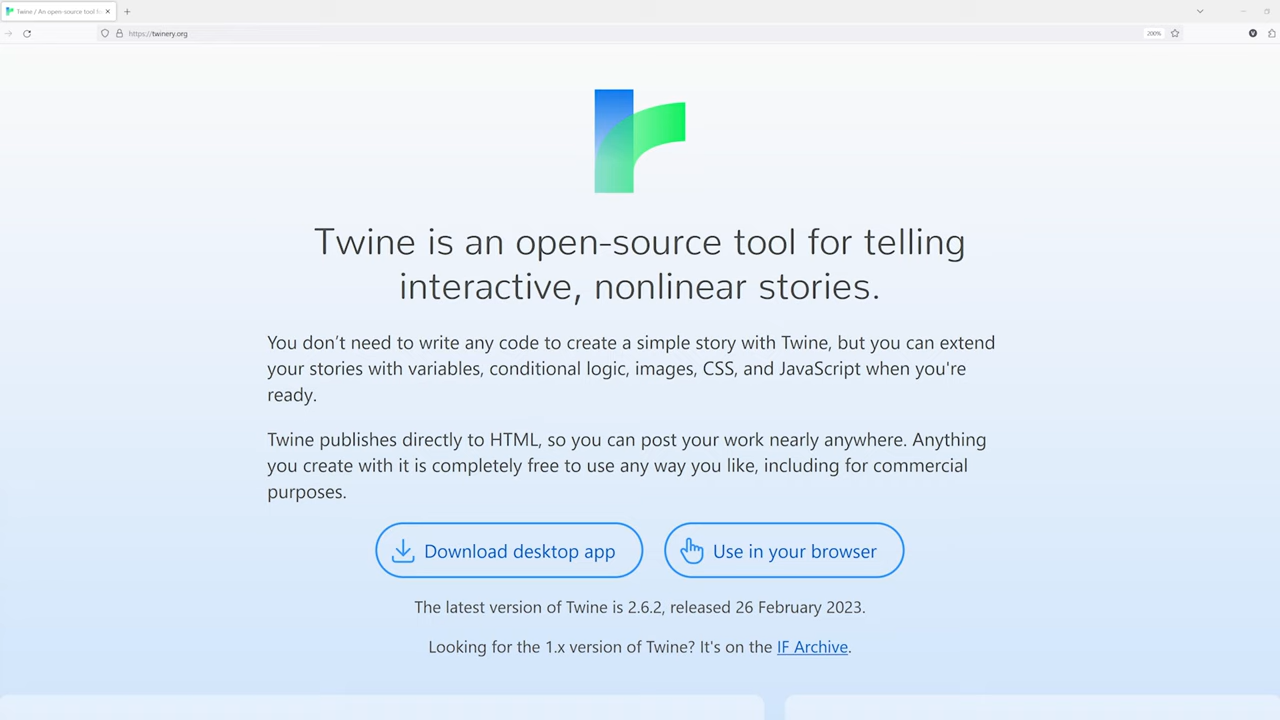 Twine / An open-source tool f
https://twinery.org
200%
Twine is an open-source tool for telling
interactive, nonlinear stories.
You don’t need to write any code to create a simple story with Twine, but you can extend
your stories with variables, conditional logic, images, CSS, and JavaScript when you're
ready.
Twine publishes directly to HTML, so you can post your work nearly anywhere. Anything
you create with it is completely free to use any way you like, including for commercial
purposes.
Download desktop app
Use in your browser
The latest version of Twine is 2.6.2, released 26 February 2023.
Looking for the 1.x version of Twine? It's on the IF Archive.